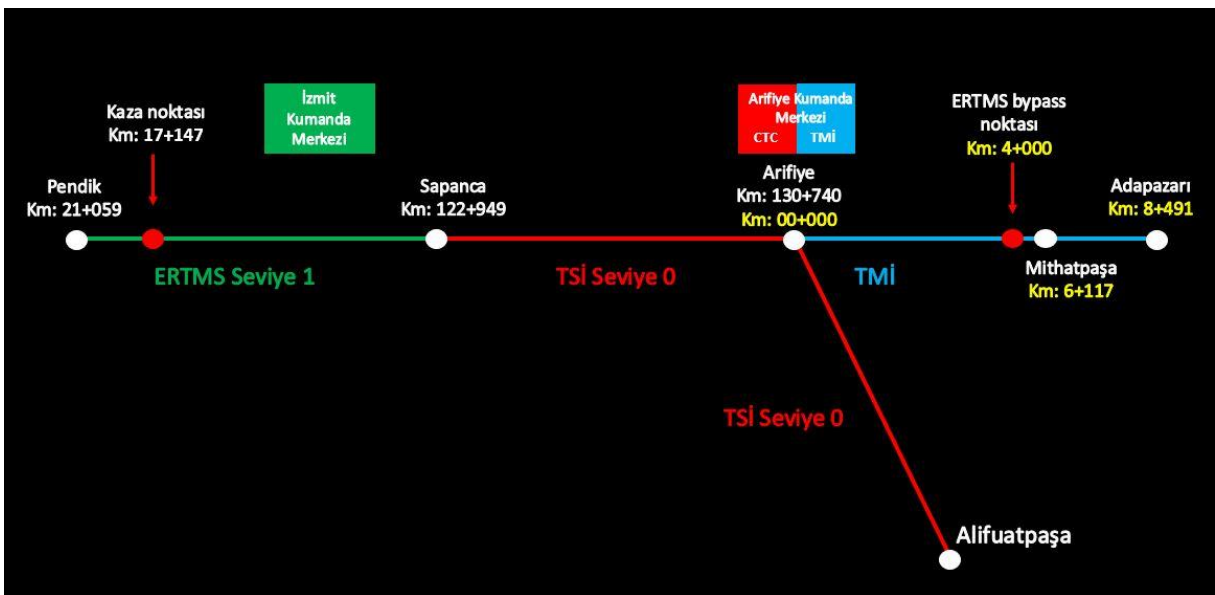 Kaza noktası
Km: 17+147
İzmit
Kumanda
Merkezi
Arifiye Kumanda
Merkezi
CTC TMİ
ERTMS bypass
noktası
Km: 4+000
Pendik
Km: 21+059
Sapanca
Km: 122+949
Arifiye
Km: 130+740
Km: 00+000
Adapazarı
Km: 8+491
ERTMS Seviye 1
TSİ Seviye 0
TMİ
Mithatpaşa
Km: 6+117
TSİ Seviye 0
Alifuatpaşa